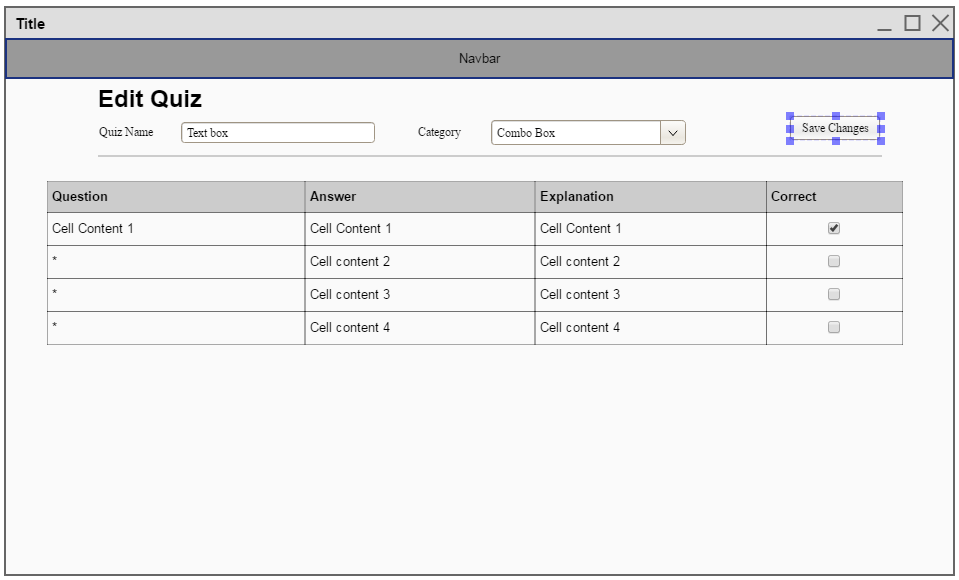 Title
Navbar
Edit Quiz
Quiz Name Text box Category Combo Box Save Changes
Question Answer Explanation Correct
Cell Content 1 Cell Content 1 Cell Content 1
* Cell content 2 Cell content 2
* Cell content 3 Cell content 3
* Cell content 4 Cell content 4